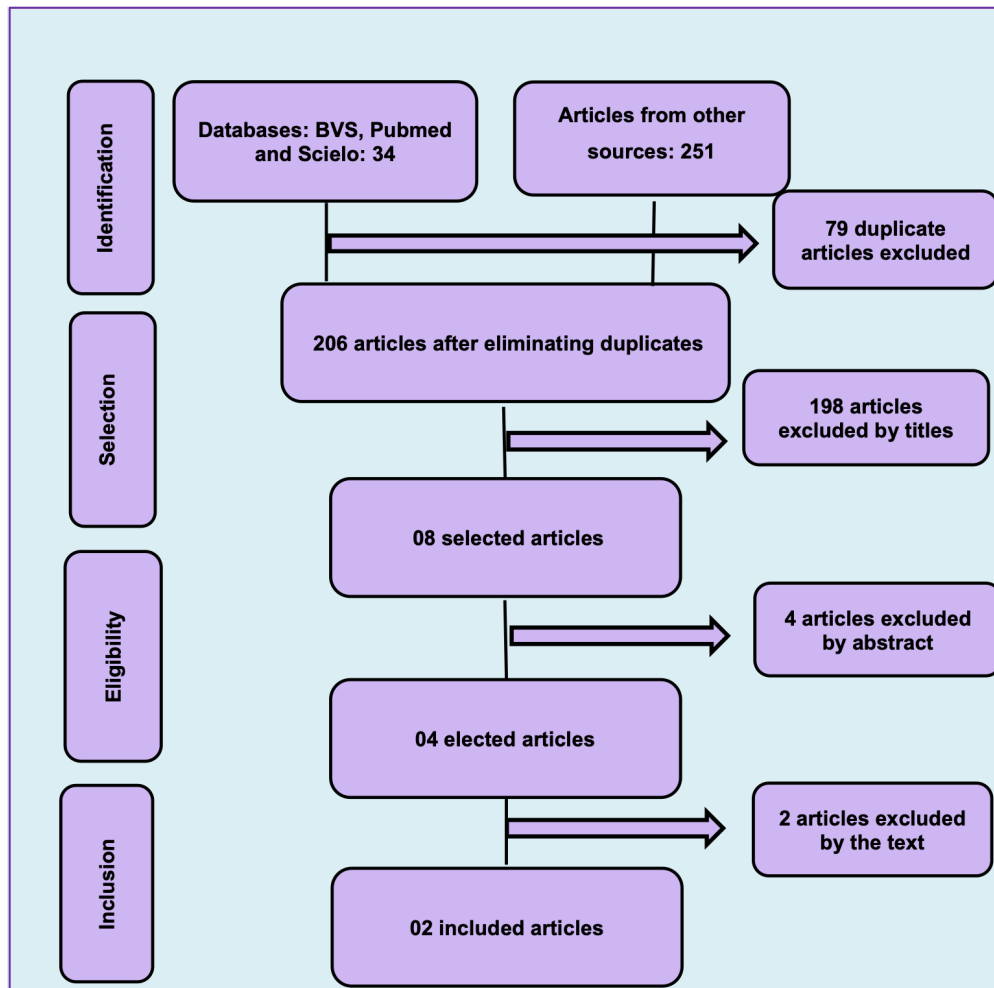 Identification
Databases: BVS, Pubmed
and Scielo: 34
Articles from other
sources: 251
79 duplicate
articles excluded
206 articles after eliminating duplicates
Selection
198 articles
excluded by titles
08 selected articles
Eligibility
4 articles excluded
by abstract
04 elected articles
Inclusion
2 articles excluded
by the text
02 included articles